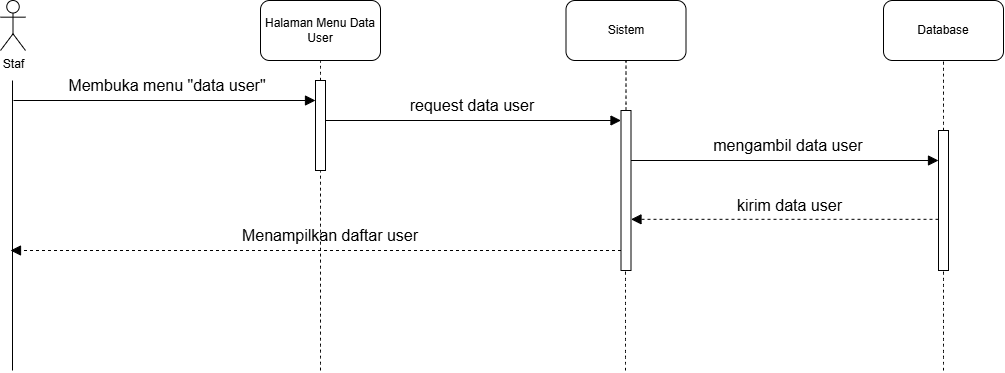 Staf
Halaman Menu Data
User
Sistem
Database
Membuka menu "data user"
request data user
mengambil data user
kirim data user
Menampilkan daftar user